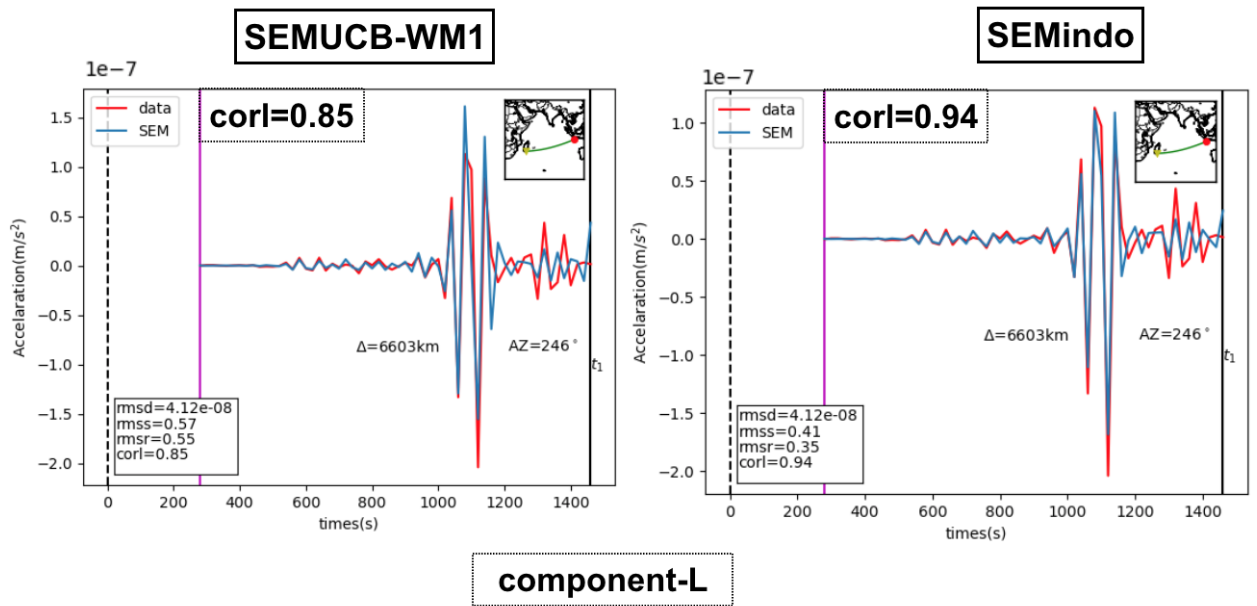 SEMUCB-WM1
SEMindo
1e−7
data
SEM
corl=0.85
1.5
1.0
0.5
0.0
−0.5
−1.0
−1.5
−2.0
Accelaration(m/s²)
Δ=6603km
AZ=246°
t₁
rmsd=4.12e-08
rmss=0.57
rmsr=0.55
corl=0.85
0
200
400
600
800
1000
1200
1400
times(s)
1e−7
data
SEM
corl=0.94
1.0
0.5
0.0
−0.5
−1.0
−1.5
−2.0
Accelaration(m/s²)
Δ=6603km
AZ=246°
t₁
rmsd=4.12e-08
rmss=0.41
rmsr=0.35
corl=0.94
0
200
400
600
800
1000
1200
1400
times(s)
component-L